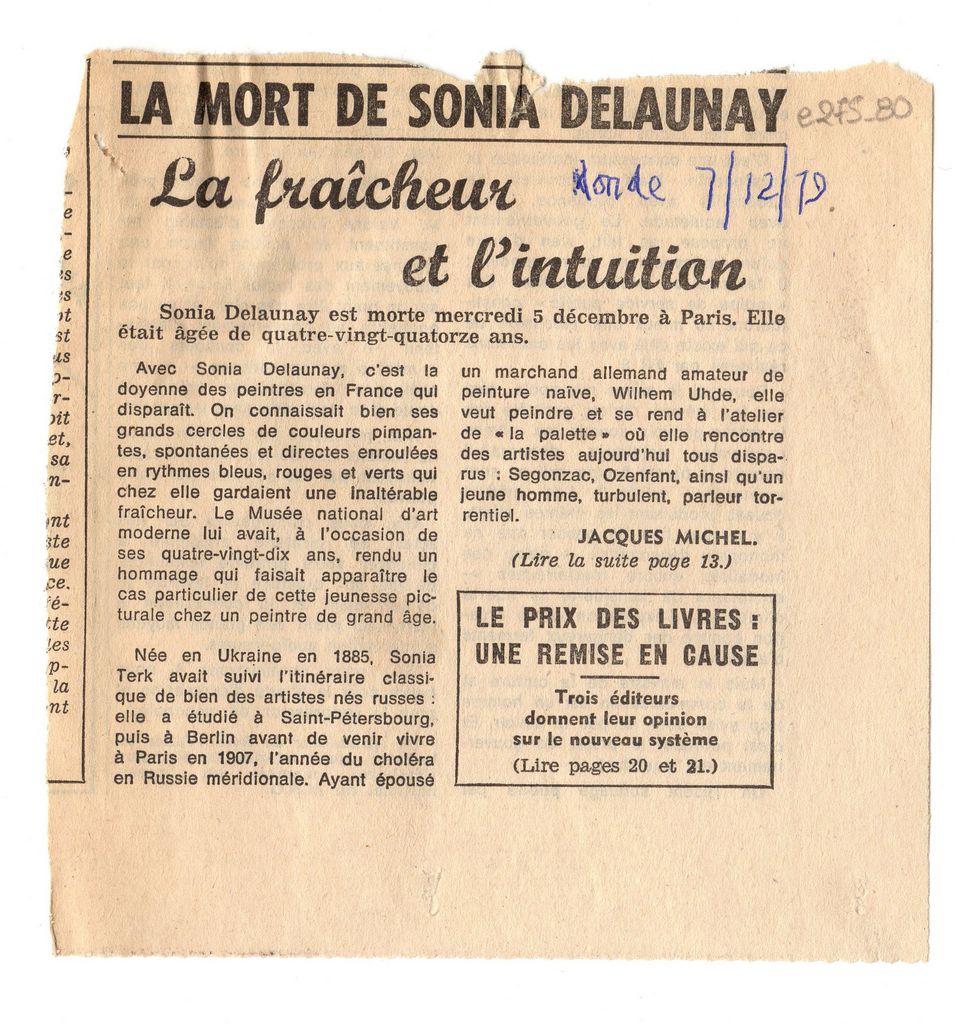 LA MORT DE SONIA DELAUNAY
e275_80
La fraîcheur
Monde 7/12/79
et l'intuition
Sonia Delaunay est morte mercredi 5 décembre à Paris. Elle
était âgée de quatre-vingt-quatorze ans.
Avec Sonia Delaunay, c'est la
doyenne des peintres en France qui
disparaît. On connaissait bien ses
grands cercles de couleurs pimpan-
tes, spontanées et directes enroulées
en rythmes bleus, rouges et verts qui
chez elle gardaient une inaltérable
fraîcheur. Le Musée national d'art
moderne lui avait, à l'occasion de
ses quatre-vingt-dix ans, rendu un
hommage qui faisait apparaître le
cas particulier de cette jeunesse pic-
turale chez un peintre de grand âge.
Née en Ukraine en 1885, Sonia
Terk avait suivi l'itinéraire classi-
que de bien des artistes nés russes :
elle a étudié à Saint-Pétersbourg,
puis à Berlin avant de venir vivre
à Paris en 1907, l'année du choléra
en Russie méridionale. Ayant épousé
un marchand allemand amateur de
peinture naïve, Wilhem Uhde, elle
veut peindre et se rend à l'atelier
de « la palette » où elle rencontre
des artistes aujourd'hui tous dispa-
rus : Segonzac, Ozenfant, ainsi qu'un
jeune homme, turbulent, parleur tor-
rentiel.
JACQUES MICHEL.
(Lire la suite page 13.)
LE PRIX DES LIVRES :
UNE REMISE EN CAUSE
Trois éditeurs
donnent leur opinion
sur le nouveau système
(Lire pages 20 et 21.)